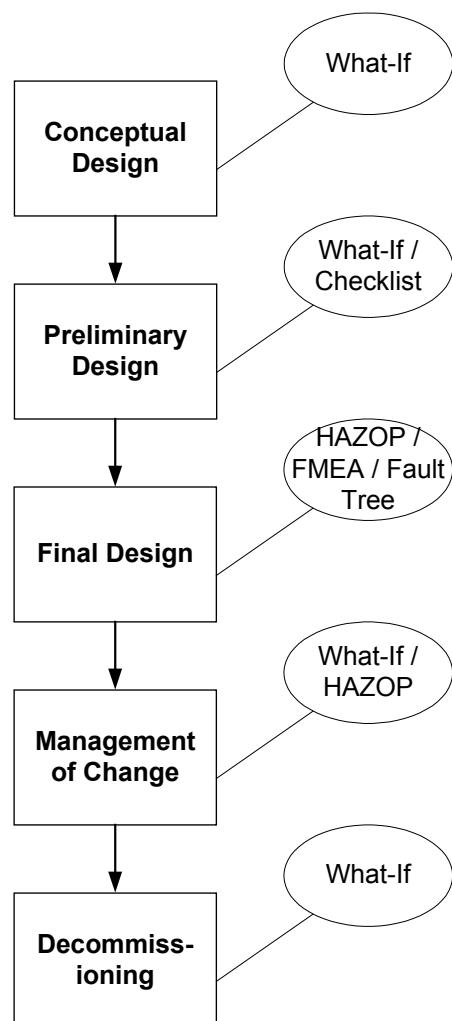 What-If
Conceptual
Design
What-If /
Checklist
Preliminary
Design
HAZOP /
FMEA / Fault
Tree
Final Design
What-If /
HAZOP
Management
of Change
What-If
Decommiss-
ioning